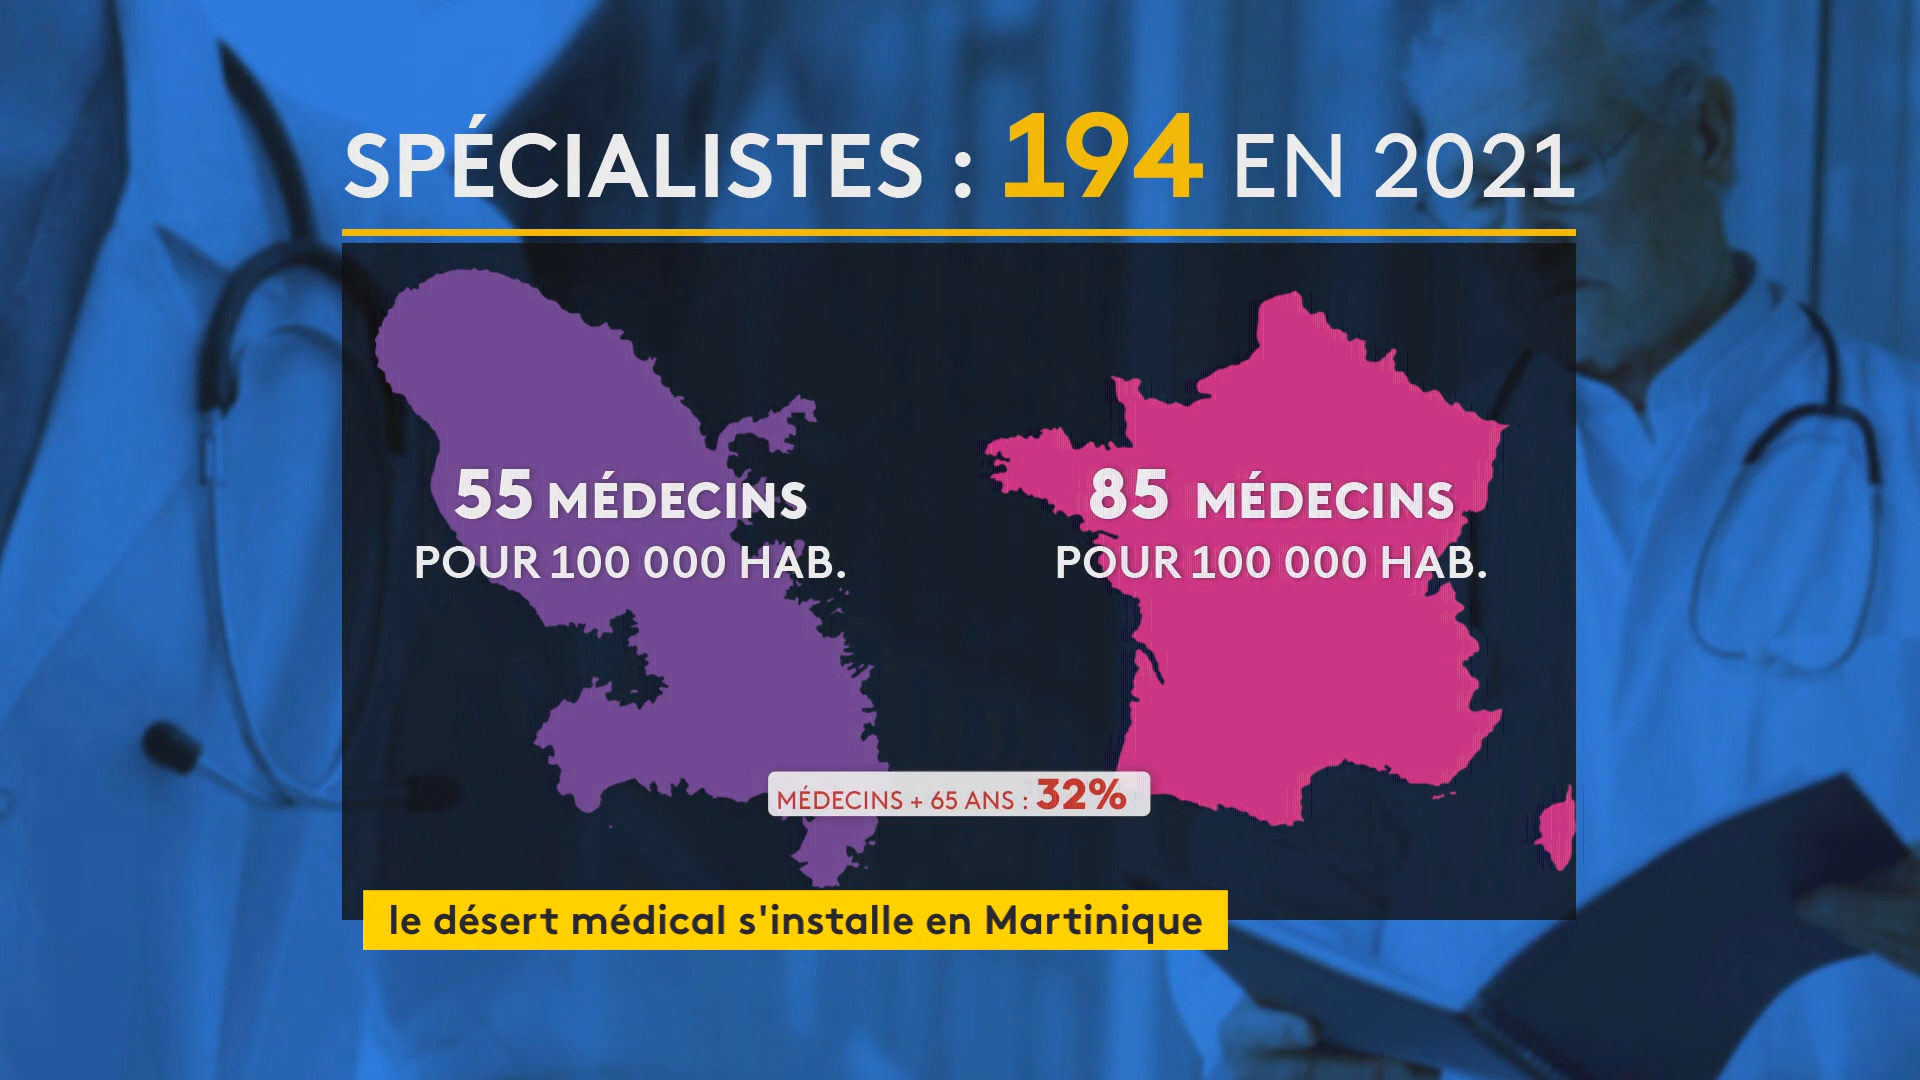 SPÉCIALISTES : 194 EN 2021
55 MÉDECINS
POUR 100 000 HAB.
85 MÉDECINS
POUR 100 000 HAB.
MÉDECINS + 65 ANS : 32%
le désert médical s'installe en Martinique